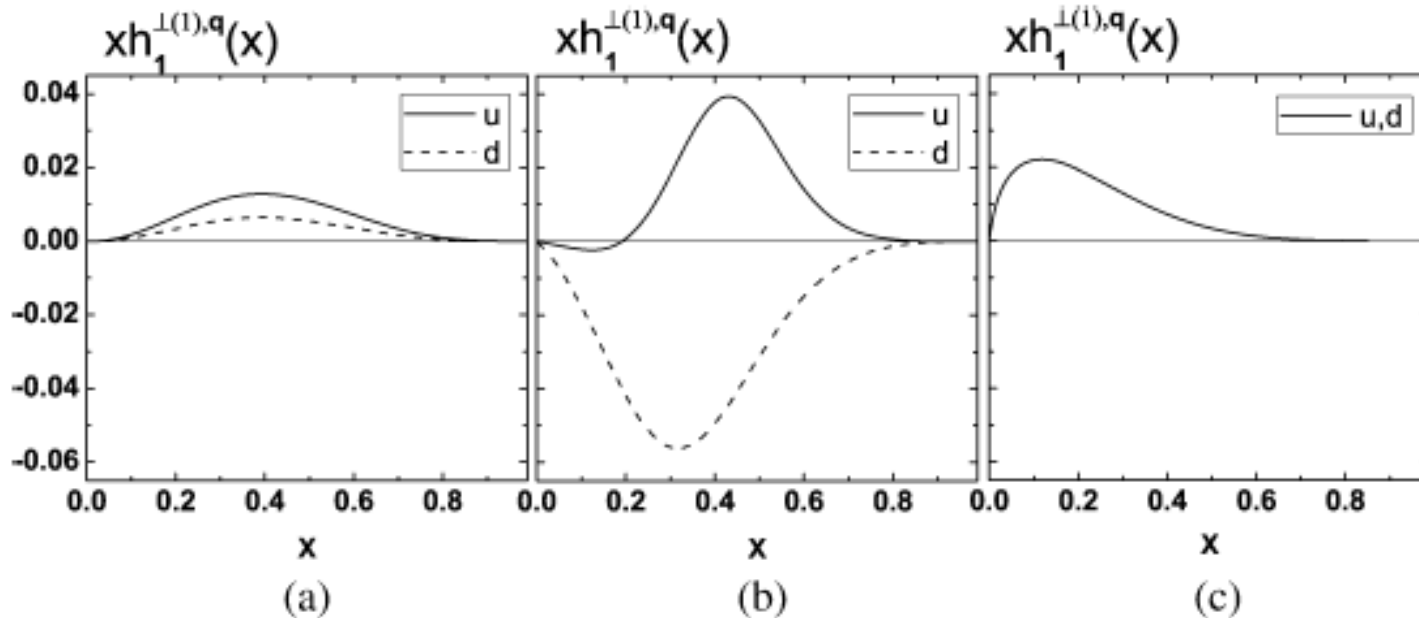 xh₁^⊥(1),q(x)
xh₁^⊥(1),q(x)
xh₁^⊥(1),q(x)
u
d
u
d
u,d
0.04
0.02
0.00
-0.02
-0.04
-0.06
0.0 0.2 0.4 0.6 0.8 0.0 0.2 0.4 0.6 0.8 0.0 0.2 0.4 0.6 0.8
x x x
(a) (b) (c)